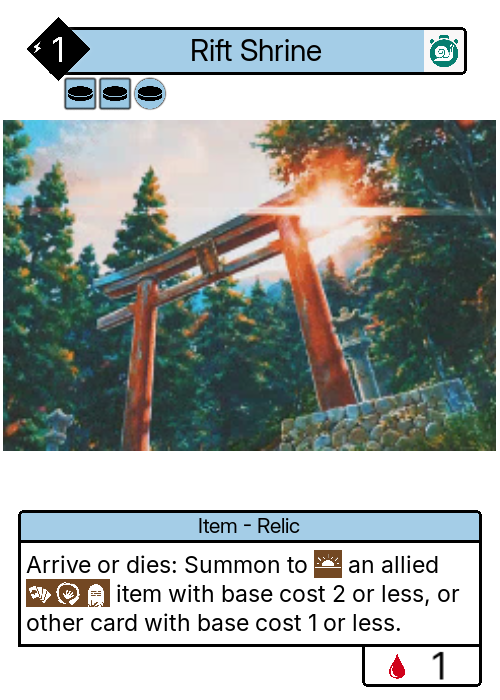 1
Rift Shrine
Item - Relic
Arrive or dies: Summon to an allied
item with base cost 2 or less, or
other card with base cost 1 or less.
1